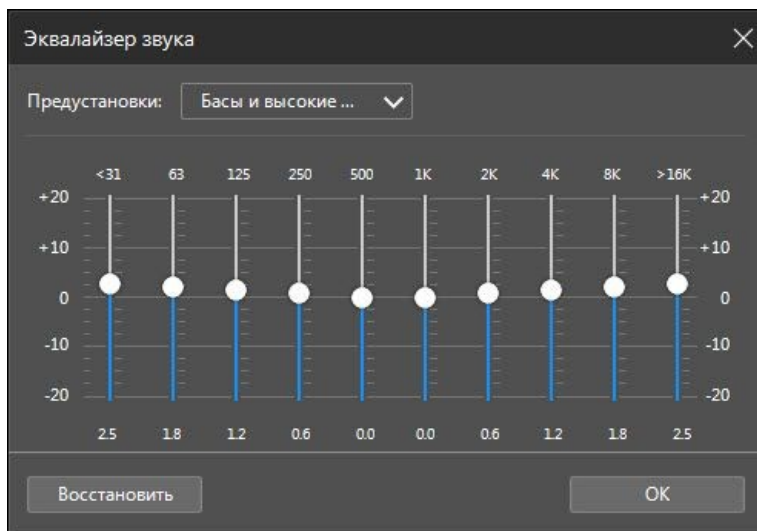 Эквалайзер звука
Предустановки: Басы и высокие ...
<31 63 125 250 500 1K 2K 4K 8K >16K
+20 +20
+10 +10
0 0
-10 -10
-20 -20
2.5 1.8 1.2 0.6 0.0 0.0 0.6 1.2 1.8 2.5
Восстановить OK